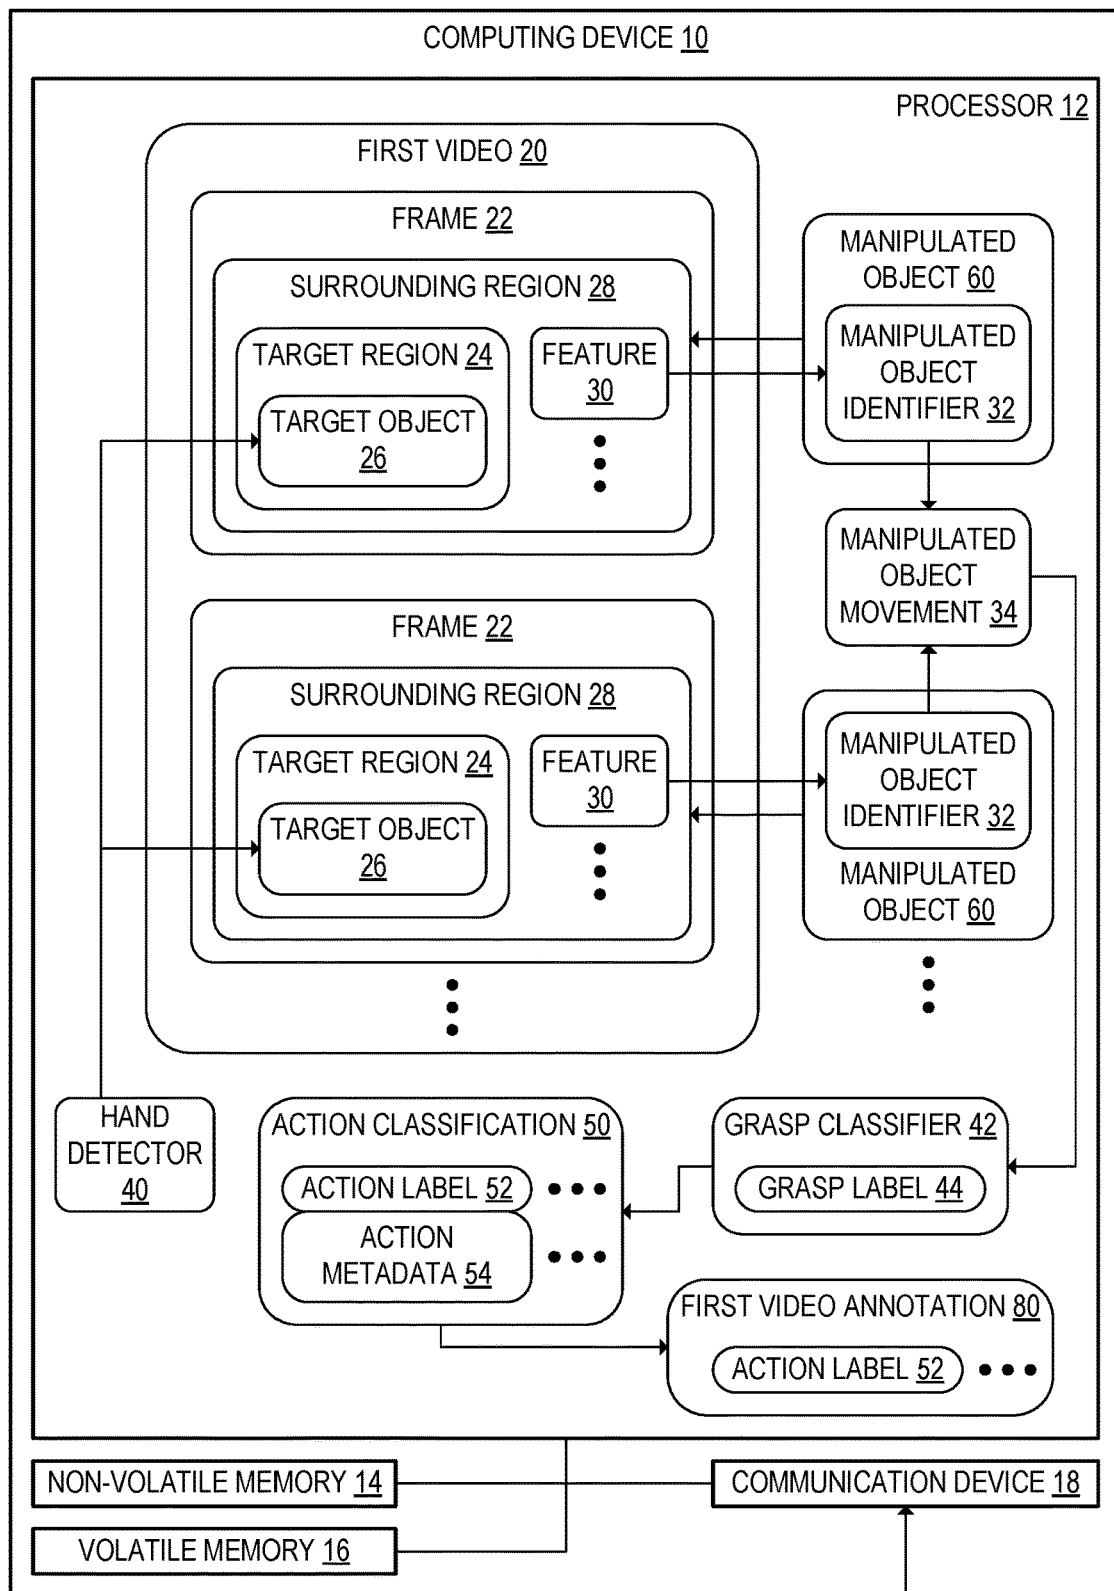 COMPUTING DEVICE 10
PROCESSOR 12
FIRST VIDEO 20
FRAME 22
SURROUNDING REGION 28
TARGET REGION 24
TARGET OBJECT
26
FEATURE
30
MANIPULATED
OBJECT 60
MANIPULATED
OBJECT
IDENTIFIER 32
MANIPULATED
OBJECT
MOVEMENT 34
FRAME 22
SURROUNDING REGION 28
TARGET REGION 24
TARGET OBJECT
26
FEATURE
30
MANIPULATED
OBJECT
IDENTIFIER 32
MANIPULATED
OBJECT 60
HAND
DETECTOR
40
ACTION CLASSIFICATION 50
ACTION LABEL 52
ACTION
METADATA 54
GRASP CLASSIFIER 42
GRASP LABEL 44
FIRST VIDEO ANNOTATION 80
ACTION LABEL 52
NON-VOLATILE MEMORY 14
COMMUNICATION DEVICE 18
VOLATILE MEMORY 16